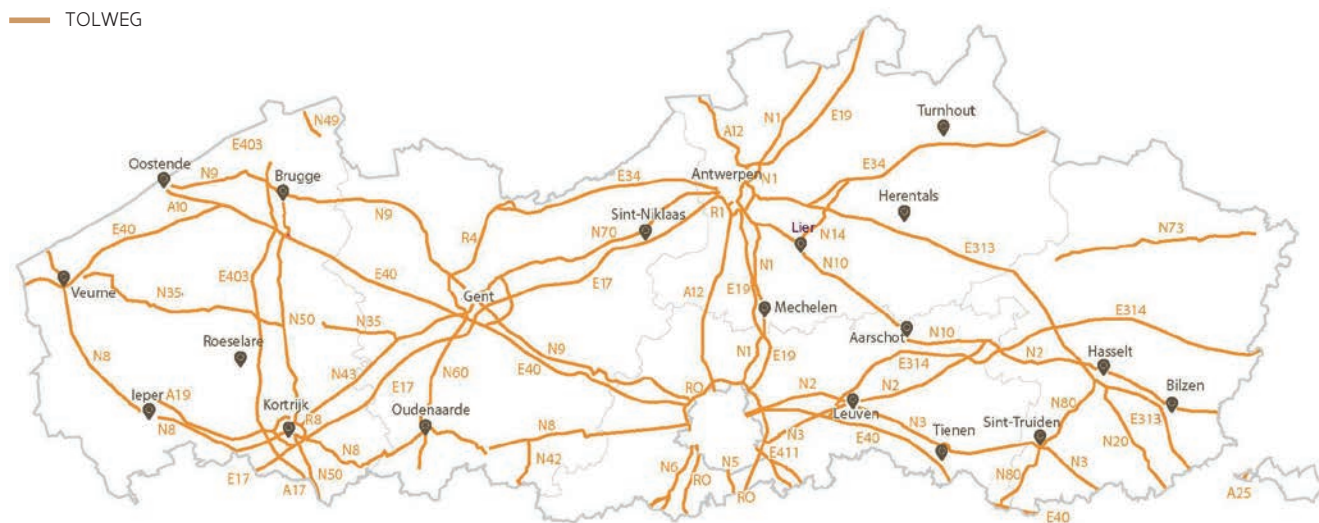 TOLWEG
N49
A12
N1
E19
Turnhout
E403
Oostende
N9
Brugge
E34
Antwerpen
N1
E34
Herentals
A10
N9
R4
Sint-Niklaas
N70
R1
Lier
N14
N73
E40
E403
E40
Gent
E17
N10
E313
Veurne
N35
N50
N35
A12
E19
N1
Mechelen
Aarschot
N10
E314
Roeselare
N8
N43
E17
N60
N9
E40
N1
E19
E314
N2
Hasselt
Ieper
A19
Kortrijk
R8
Oudenaarde
RO
N2
N2
Leuven
N80
Bilzen
N8
N8
N8
N3
N3
Tienen
Sint-Truiden
E313
E17
A17
N50
N42
N6
RO
N5
RO
E411
E40
N80
N3
N20
E40
A25